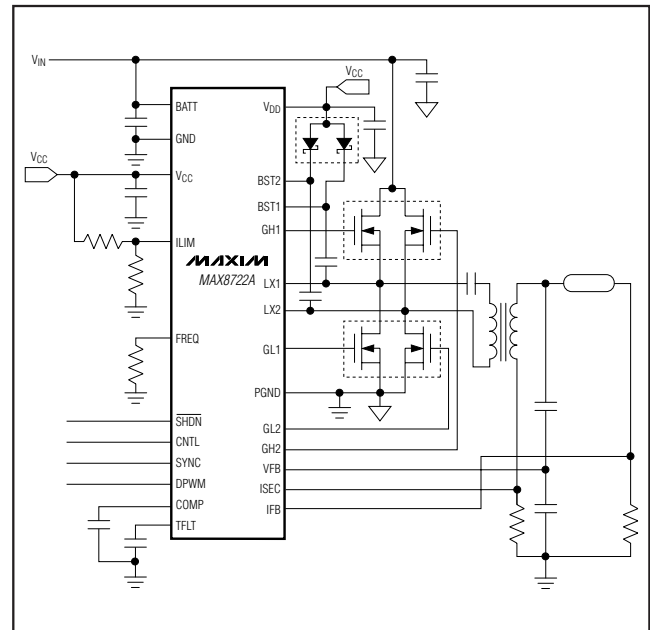 VIN
VCC
BATT
GND
VCC
VCC
ILIM
MAXIM
MAX8722A
FREQ
SHDN
CNTL
SYNC
DPWM
COMP
TFLT
VDD
BST2
BST1
GH1
LX1
LX2
GL1
PGND
GL2
GH2
VFB
ISEC
IFB